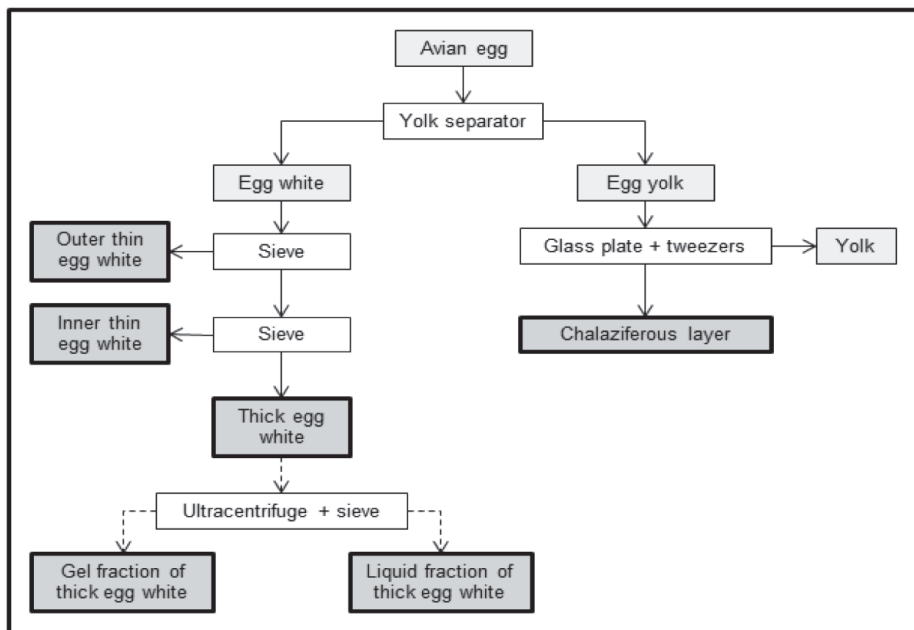 Avian egg
Yolk separator
Egg white
Egg yolk
Outer thin
egg white
Sieve
Glass plate + tweezers
Yolk
Inner thin
egg white
Sieve
Chalaziferous layer
Thick egg
white
Ultracentrifuge + sieve
Gel fraction of
thick egg white
Liquid fraction of
thick egg white